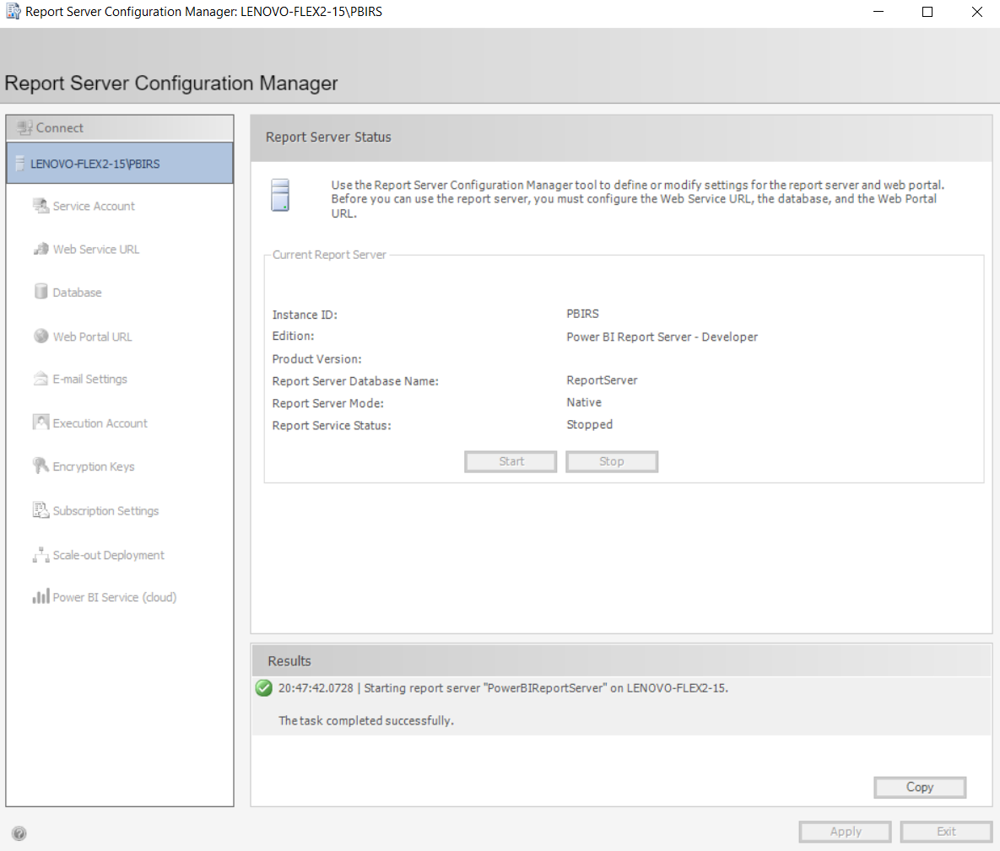 Report Server Configuration Manager: LENOVO-FLEX2-15\PBIRS
Report Server Configuration Manager
Connect
LENOVO-FLEX2-15\PBIRS
Service Account
Web Service URL
Database
Web Portal URL
E-mail Settings
Execution Account
Encryption Keys
Subscription Settings
Scale-out Deployment
Power BI Service (cloud)
Report Server Status
Use the Report Server Configuration Manager tool to define or modify settings for the report server and web portal.
Before you can use the report server, you must configure the Web Service URL, the database, and the Web Portal
URL.
Current Report Server
Instance ID: PBIRS
Edition: Power BI Report Server - Developer
Product Version:
Report Server Database Name: ReportServer
Report Server Mode: Native
Report Service Status: Stopped
Start Stop
Results
20:47:42.0728 | Starting report server "PowerBIReportServer" on LENOVO-FLEX2-15.
The task completed successfully.
Copy
Apply Exit